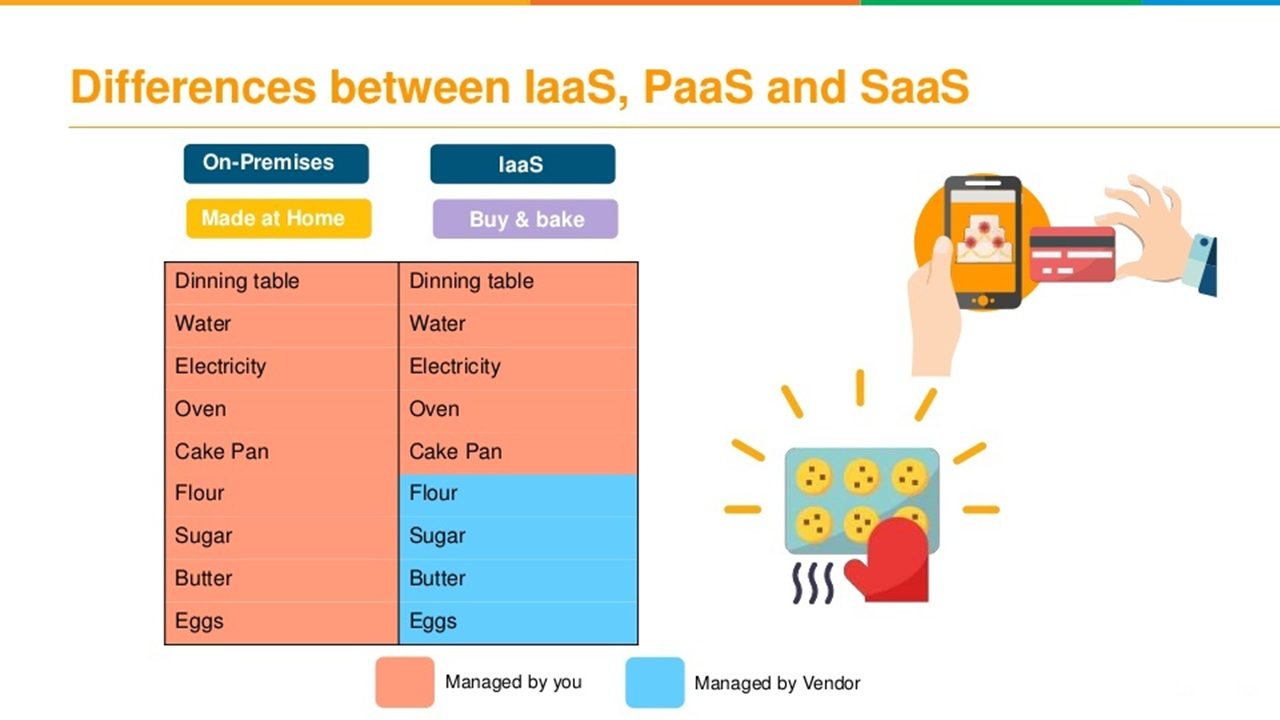 Differences between IaaS, PaaS and SaaS
On-Premises
IaaS
Made at Home
Buy & bake
Dinning table
Dinning table
Water
Water
Electricity
Electricity
Oven
Oven
Cake Pan
Cake Pan
Flour
Flour
Sugar
Sugar
Butter
Butter
Eggs
Eggs
Managed by you
Managed by Vendor